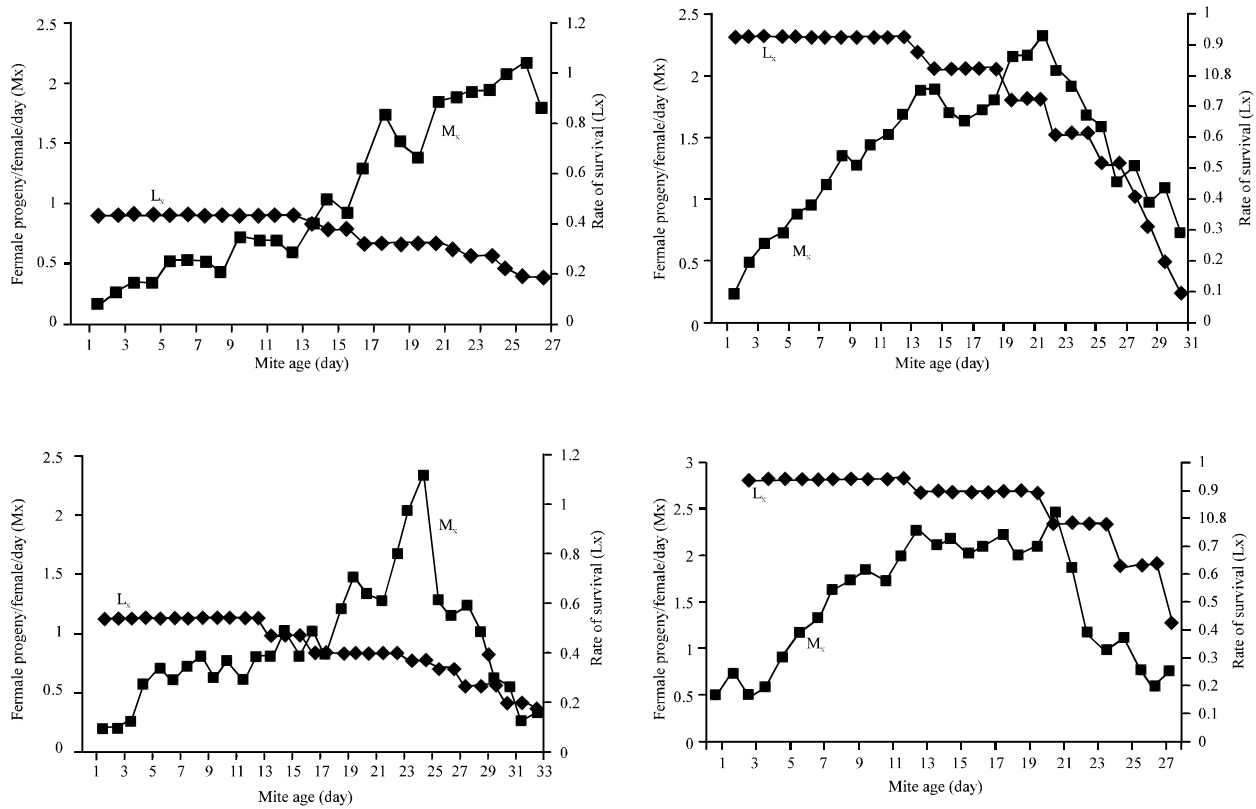 2.5
2
1.5
1
0.5
0
Fermale progeny/female/day (Mx)
1.2
1
0.8
0.6
0.4
0.2
0
Rate of survival (Lx)
Lx
Mx
1 3 5 7 9 11 13 15 17 19 21 23 25 27
Mite age (day)
2.5
2
1.5
1
0.5
0
Fermale progeny/female/day (Mx)
1
0.9
10.8
0.7
0.6
0.5
0.4
0.3
0.2
0.1
0
Rate of survival (Lx)
Lx
Mx
1 3 5 7 9 11 13 15 17 19 21 23 25 27 29 31
Mite age (day)
2.5
2
1.5
1
0.5
0
Fermale progeny/female/day (Mx)
1.2
1
0.8
0.6
0.4
0.2
0
Rate of survival (Lx)
Lx
Mx
1 3 5 7 9 11 13 15 17 19 21 23 25 27 29 31 33
Mite age (day)
3
2.5
2
1.5
1
0.5
0
Fermale progeny/female/day (Mx)
1
0.9
10.8
0.7
0.6
0.5
0.4
0.3
0.2
0.1
0
Rate of survival (Lx)
Lx
Mx
1 3 5 7 9 11 13 15 17 19 21 23 25 27
Mite age (day)